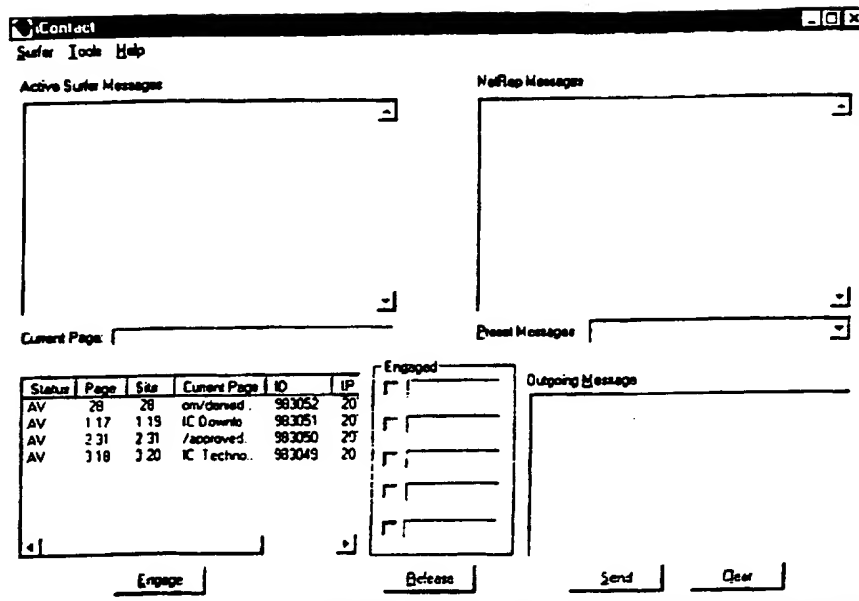 iContact
Surfer Tools Help
Active Surfer Messages
NetRep Messages
Current Page:
Preset Messages
Status Page Site Current Page ID IP
AV 28 28 om/denied . 983052 20
AV 1 17 1 19 IC Downlo 983051 20
AV 2 31 2 31 /approved. 983050 20
AV 3 18 3 20 IC Techno.. 983049 20
Engaged
Outgoing Message
Engage
Release
Send
Clear